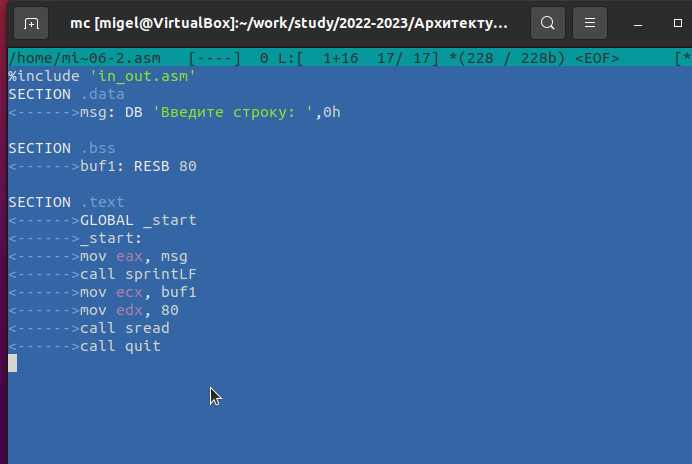 mc [migel@VirtualBox]:~/work/study/2022-2023/Архитекту...
/home/mi~06-2.asm   [----]  0 L:[  1+16  17/ 17] *(228 / 228b) <EOF>      [*
%include 'in_out.asm'
SECTION .data
<------>msg: DB 'Введите строку: ',0h
SECTION .bss
<------>buf1: RESB 80
SECTION .text
<------>GLOBAL _start
<------>_start:
<------>mov eax, msg
<------>call sprintLF
<------>mov ecx, buf1
<------>mov edx, 80
<------>call sread
<------>call quit